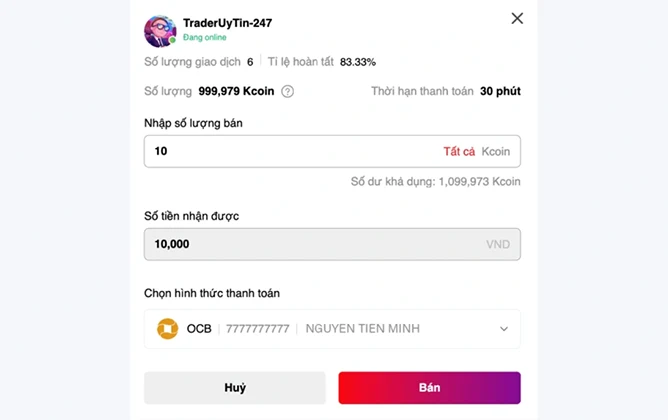 TraderUyTin-247
Đang online
Số lượng giao dịch 6 Tỉ lệ hoàn tất 83.33%
Số lượng 999,979 Kcoin ? Thời hạn thanh toán 30 phút
Nhập số lượng bán
10 Tất cả Kcoin
Số dư khả dụng: 1,099,973 Kcoin
Số tiền nhận được
10,000 VND
Chọn hình thức thanh toán
OCB 7777777777 NGUYEN TIEN MINH
Huỷ Bán